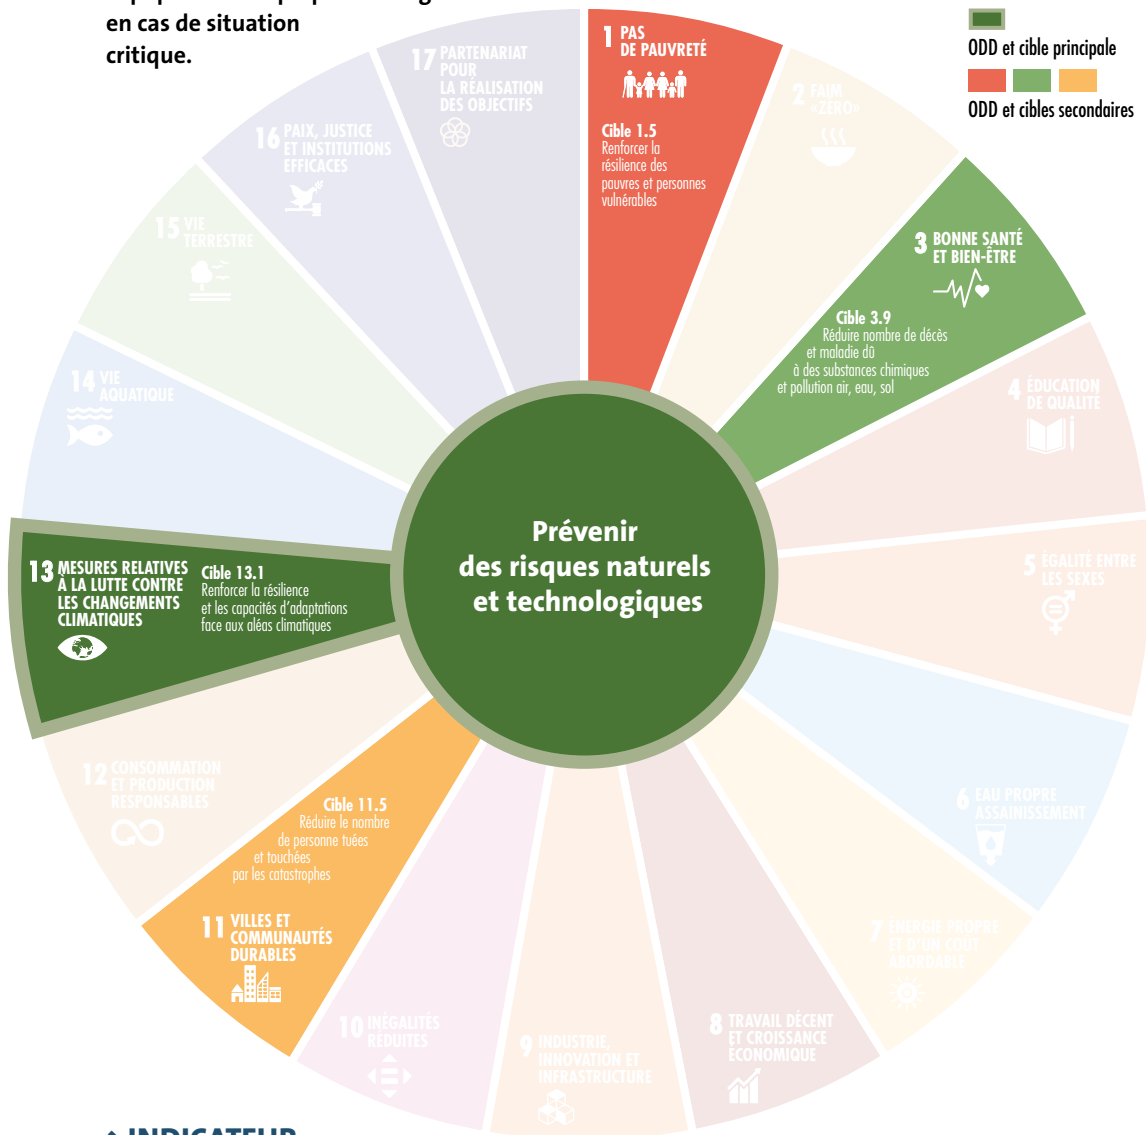 en cas de situation
critique.
ODD et cible principale
ODD et cibles secondaires
1 PAS
DE PAUVRETÉ
Cible 1.5
Renforcer la
résilience des
pauvres et personnes
vulnérables
2 FAIM
«ZÉRO»
3 BONNE SANTÉ
ET BIEN-ÊTRE
Cible 3.9
Réduire nombre de décès
et maladie dû
à des substances chimiques
et pollution air, eau, sol
4 ÉDUCATION
DE QUALITÉ
5 ÉGALITÉ ENTRE
LES SEXES
6 EAU PROPRE
ASSAINISSEMENT
7 ENERGIE PROPRE
ET D'UN COÛT
ABORDABLE
8 TRAVAIL DÉCENT
ET CROISSANCE
ÉCONOMIQUE
9 INDUSTRIE,
INNOVATION ET
INFRASTRUCTURE
10 INÉGALITÉS
RÉDUITES
11 VILLES ET
COMMUNAUTÉS
DURABLES
Cible 11.5
Réduire le nombre
de personne tuées
et touchées
par les catastrophes
12 CONSOMMATION
ET PRODUCTION
RESPONSABLES
13 MESURES RELATIVES
À LA LUTTE CONTRE
LES CHANGEMENTS
CLIMATIQUES
Cible 13.1
Renforcer la résilience
et les capacités d'adaptations
face aux aléas climatiques
14 VIE
AQUATIQUE
15 VIE
TERRESTRE
16 PAIX, JUSTICE
ET INSTITUTIONS
EFFICACES
17 PARTENARIAT
POUR
LA RÉALISATION
DES OBJECTIFS
Prévenir
des risques naturels
et technologiques
INDICATEUR